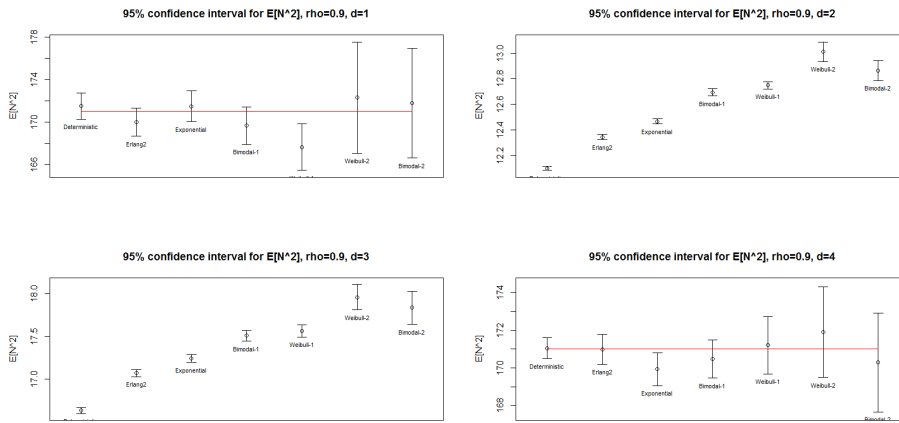 95% confidence interval for E[N^2], rho=0.9, d=1
E[N^2]
178
174
170
166
Deterministic
Erlang2
Exponential
Bimodal-1
Weibull-2
Bimodal-2
95% confidence interval for E[N^2], rho=0.9, d=2
E[N^2]
13.0
12.8
12.6
12.4
12.2
Erlang2
Exponential
Bimodal-1
Weibull-1
Weibull-2
Bimodal-2
95% confidence interval for E[N^2], rho=0.9, d=3
E[N^2]
18.0
17.5
17.0
Erlang2
Exponential
Bimodal-1
Weibull-1
Weibull-2
Bimodal-2
95% confidence interval for E[N^2], rho=0.9, d=4
E[N^2]
174
172
170
168
Deterministic
Erlang2
Exponential
Bimodal-1
Weibull-1
Weibull-2
Bimodal-2